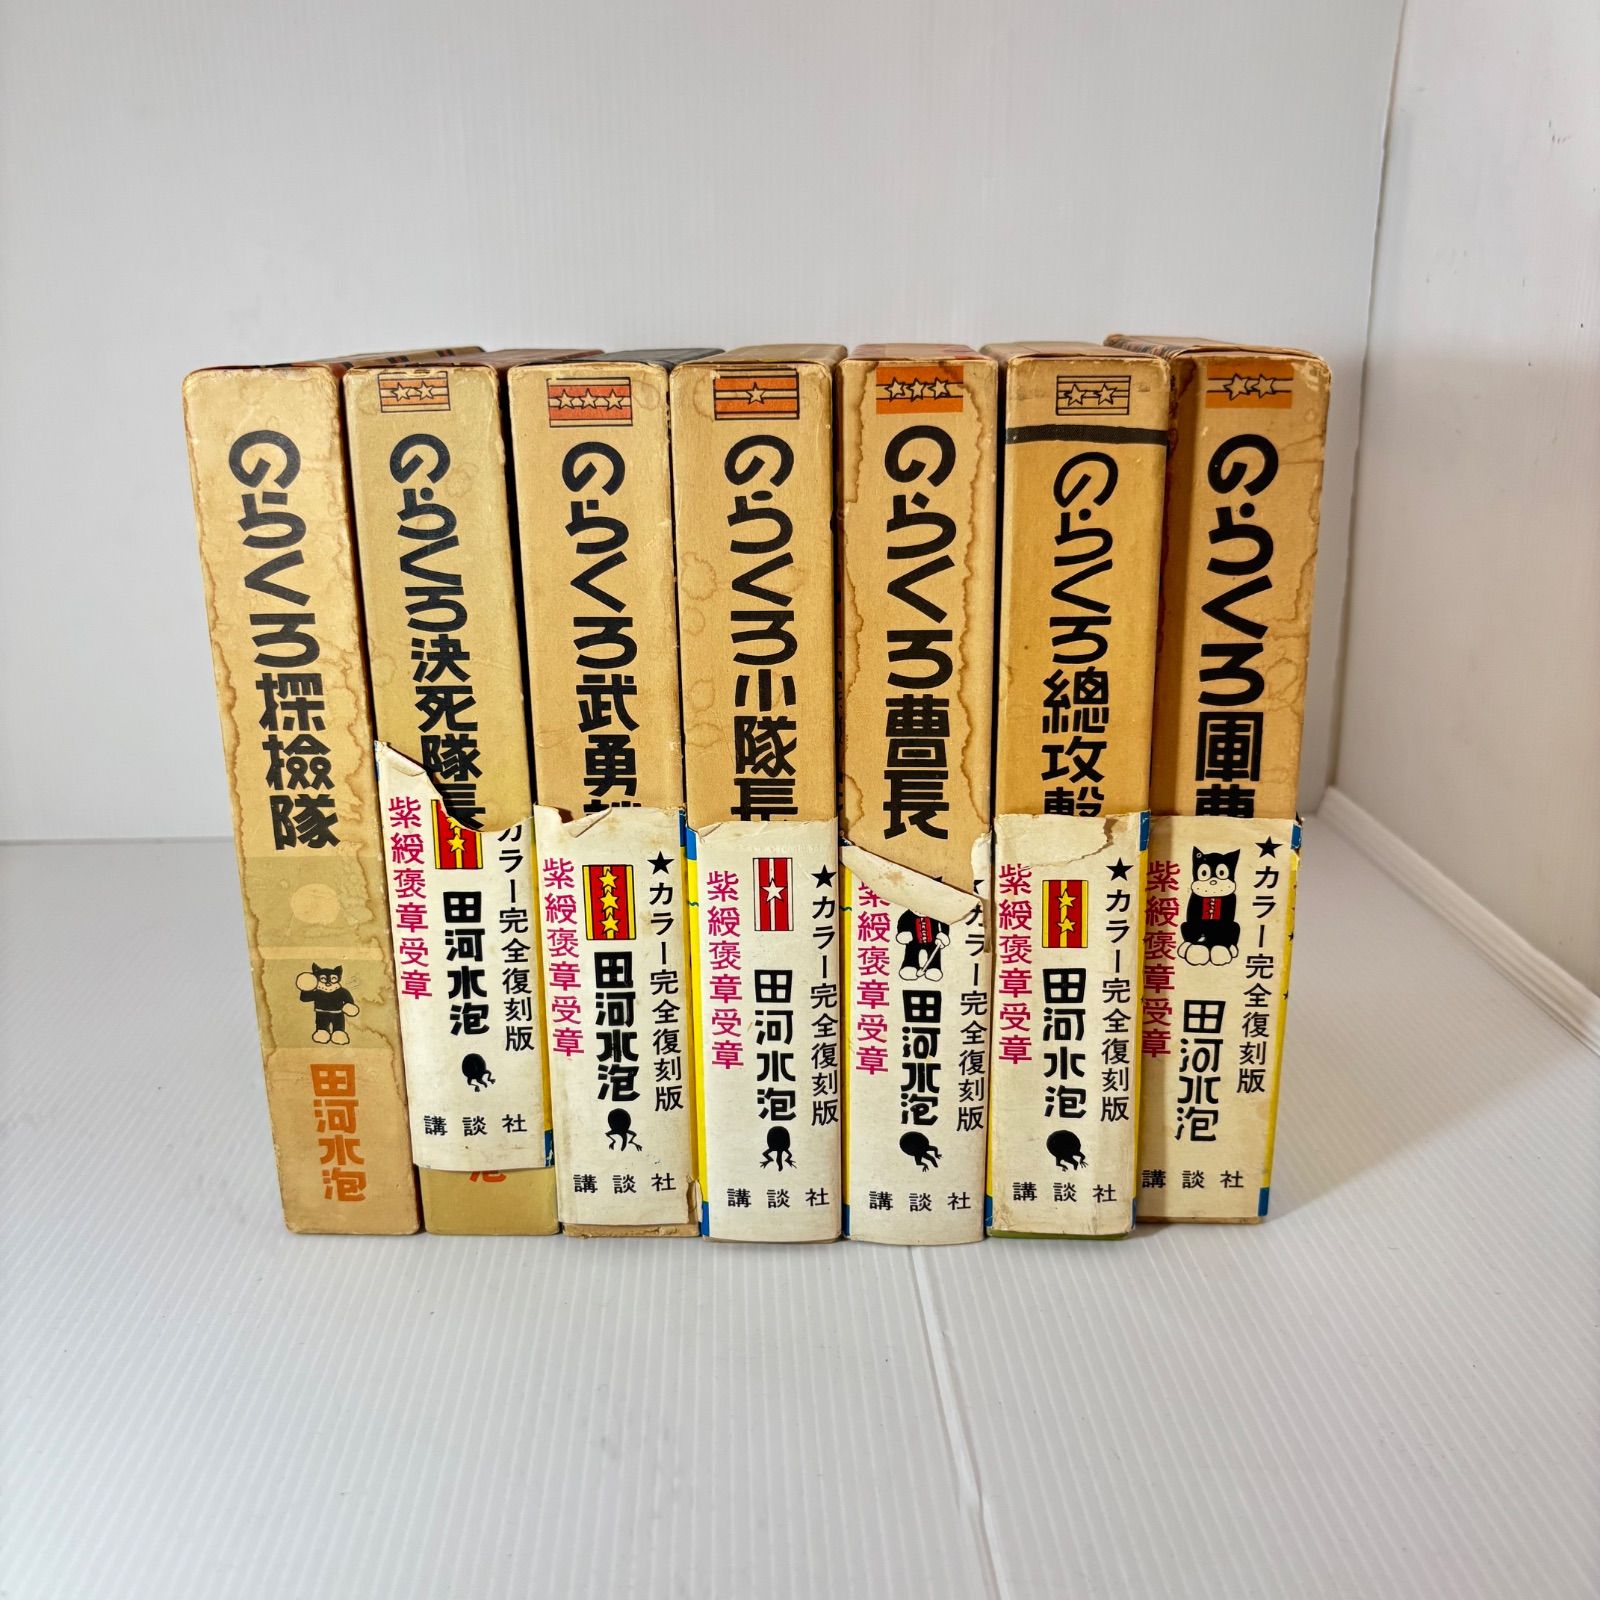 のらくろ探檢隊
田河水泡
のらくろ決死隊長
カラー完全復刻版
紫綬褒章受章
田河水泡
講談社
泡
のらくろ武勇
★カラー完全復刻版
紫綬褒章受章
田河水泡
講談社
のらくろ小隊長
★カラー完全復刻版
紫綬褒章受章
田河水泡
講談社
のらくろ曹長
カラー完全復刻版
紫綬褒章受章
田河水泡
講談社
のらくろ總攻擊
★カラー完全復刻版
紫綬褒章受章
田河水泡
講談社
のらくろ軍曹
★カラー完全復刻版
紫綬褒章受章
田河水泡
講談社